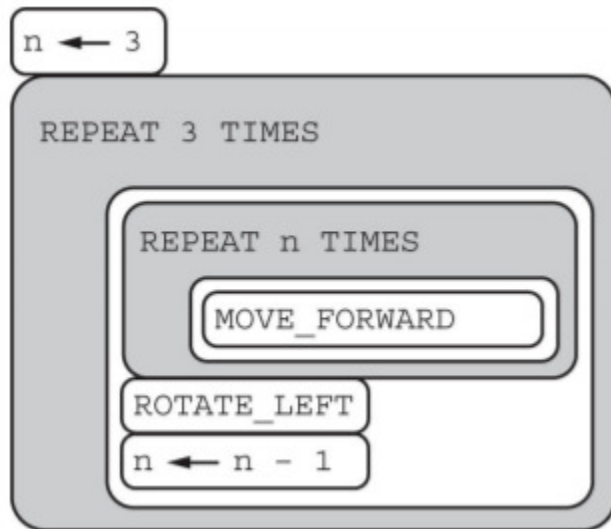 n ← 3
REPEAT 3 TIMES
REPEAT n TIMES
MOVE_FORWARD
ROTATE_LEFT
n ← n - 1